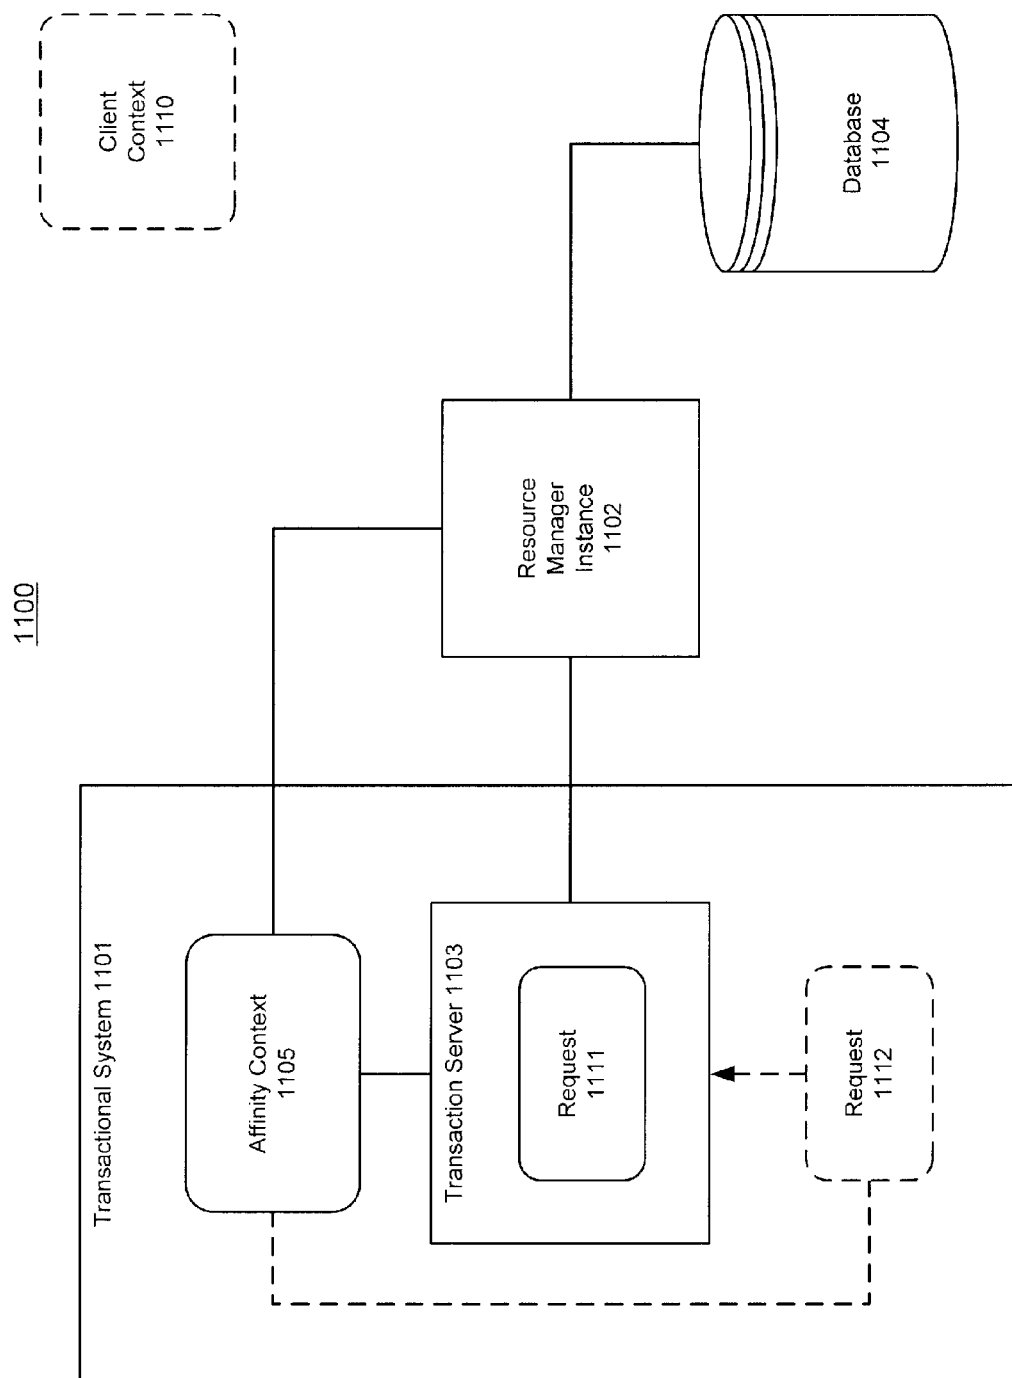 1100
Transactional System 1101
Affinity Context
1105
Transaction Server 1103
Request
1111
Request
1112
Resource
Manager
Instance
1102
Client
Context
1110
Database
1104